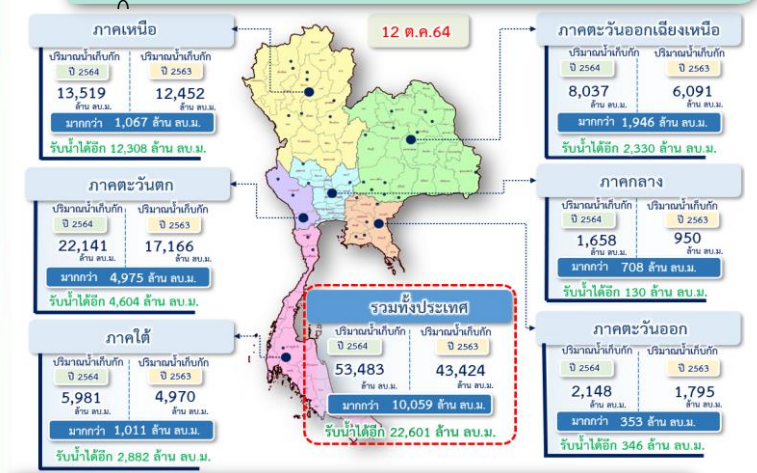 12 ต.ค.64
ภาคเหนือ
ปริมาณน้ำเก็บกัก ปริมาณน้ำเก็บกัก
ปี 2564 ปี 2563
13,519 12,452
ล้าน ลบ.ม. ล้าน ลบ.ม.
มากกว่า 1,067 ล้าน ลบ.ม.
รับน้ำได้อีก 12,308 ล้าน ลบ.ม.
ภาคตะวันออกเฉียงเหนือ
ปริมาณน้ำเก็บกัก ปริมาณน้ำเก็บกัก
ปี 2564 ปี 2563
8,037 6,091
ล้าน ลบ.ม. ล้าน ลบ.ม.
มากกว่า 1,946 ล้าน ลบ.ม.
รับน้ำได้อีก 2,330 ล้าน ลบ.ม.
ภาคตะวันตก
ปริมาณน้ำเก็บกัก ปริมาณน้ำเก็บกัก
ปี 2564 ปี 2563
22,141 17,166
ล้าน ลบ.ม. ล้าน ลบ.ม.
มากกว่า 4,975 ล้าน ลบ.ม.
รับน้ำได้อีก 4,604 ล้าน ลบ.ม.
ภาคกลาง
ปริมาณน้ำเก็บกัก ปริมาณน้ำเก็บกัก
ปี 2564 ปี 2563
1,658 950
ล้าน ลบ.ม. ล้าน ลบ.ม.
มากกว่า 708 ล้าน ลบ.ม.
รับน้ำได้อีก 130 ล้าน ลบ.ม.
ภาคใต้
ปริมาณน้ำเก็บกัก ปริมาณน้ำเก็บกัก
ปี 2564 ปี 2563
5,981 4,970
ล้าน ลบ.ม. ล้าน ลบ.ม.
มากกว่า 1,011 ล้าน ลบ.ม.
รับน้ำได้อีก 2,882 ล้าน ลบ.ม.
รวมทั้งประเทศ
ปริมาณน้ำเก็บกัก ปริมาณน้ำเก็บกัก
ปี 2564 ปี 2563
53,483 43,424
ล้าน ลบ.ม. ล้าน ลบ.ม.
มากกว่า 10,059 ล้าน ลบ.ม.
รับน้ำได้อีก 22,601 ล้าน ลบ.ม.
ภาคตะวันออก
ปริมาณน้ำเก็บกัก ปริมาณน้ำเก็บกัก
ปี 2564 ปี 2563
2,148 1,795
ล้าน ลบ.ม. ล้าน ลบ.ม.
มากกว่า 353 ล้าน ลบ.ม.
รับน้ำได้อีก 346 ล้าน ลบ.ม.